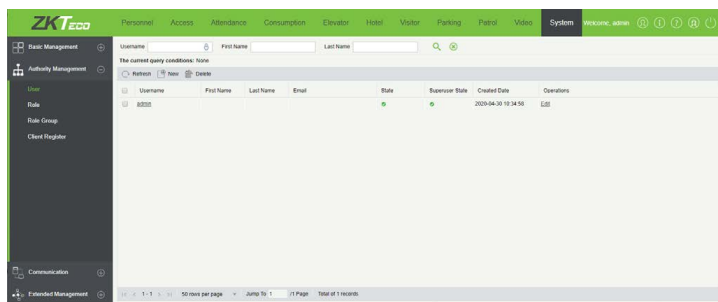 ZKTeco
Personnel Access Attendance Consumption Elevator Hotel Visitor Parking Patrol Video System Welcome, admin
Basic Management
Authority Management
User
Role
Role Group
Client Register
Communication
Extended Management
Username First Name Last Name
The current query conditions: None
Refresh New Delete
Username First Name Last Name Email State Superuser State Created Date Operations
admin 2020-04-30 10:34:58 Edit
1-1 50 rows per page Jump To 1 /1 Page Total of 1 records